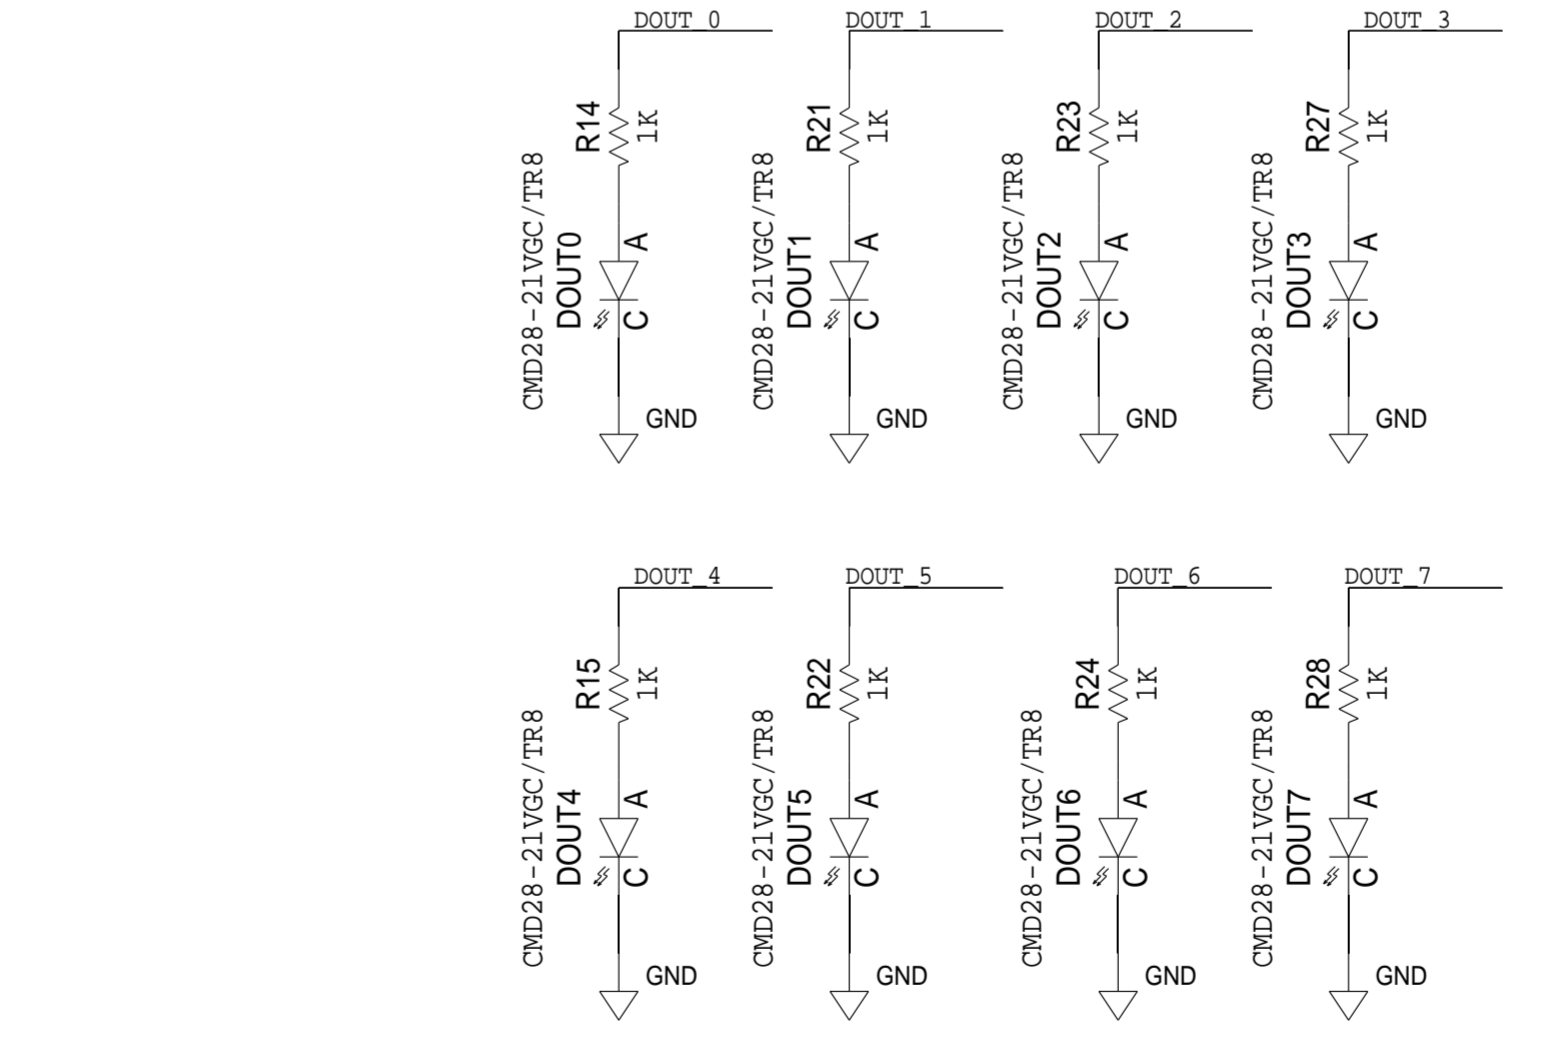 DOUT_0
DOUT_1
DOUT_2
DOUT_3
R14
1K
R21
1K
R23
1K
R27
1K
CMD28-21VGC/TR8
DOUT0
A
C
CMD28-21VGC/TR8
DOUT1
A
C
CMD28-21VGC/TR8
DOUT2
A
C
CMD28-21VGC/TR8
DOUT3
A
C
GND
GND
GND
GND
DOUT_4
DOUT_5
DOUT_6
DOUT_7
R15
1K
R22
1K
R24
1K
R28
1K
CMD28-21VGC/TR8
DOUT4
A
C
CMD28-21VGC/TR8
DOUT5
A
C
CMD28-21VGC/TR8
DOUT6
A
C
CMD28-21VGC/TR8
DOUT7
A
C
GND
GND
GND
GND